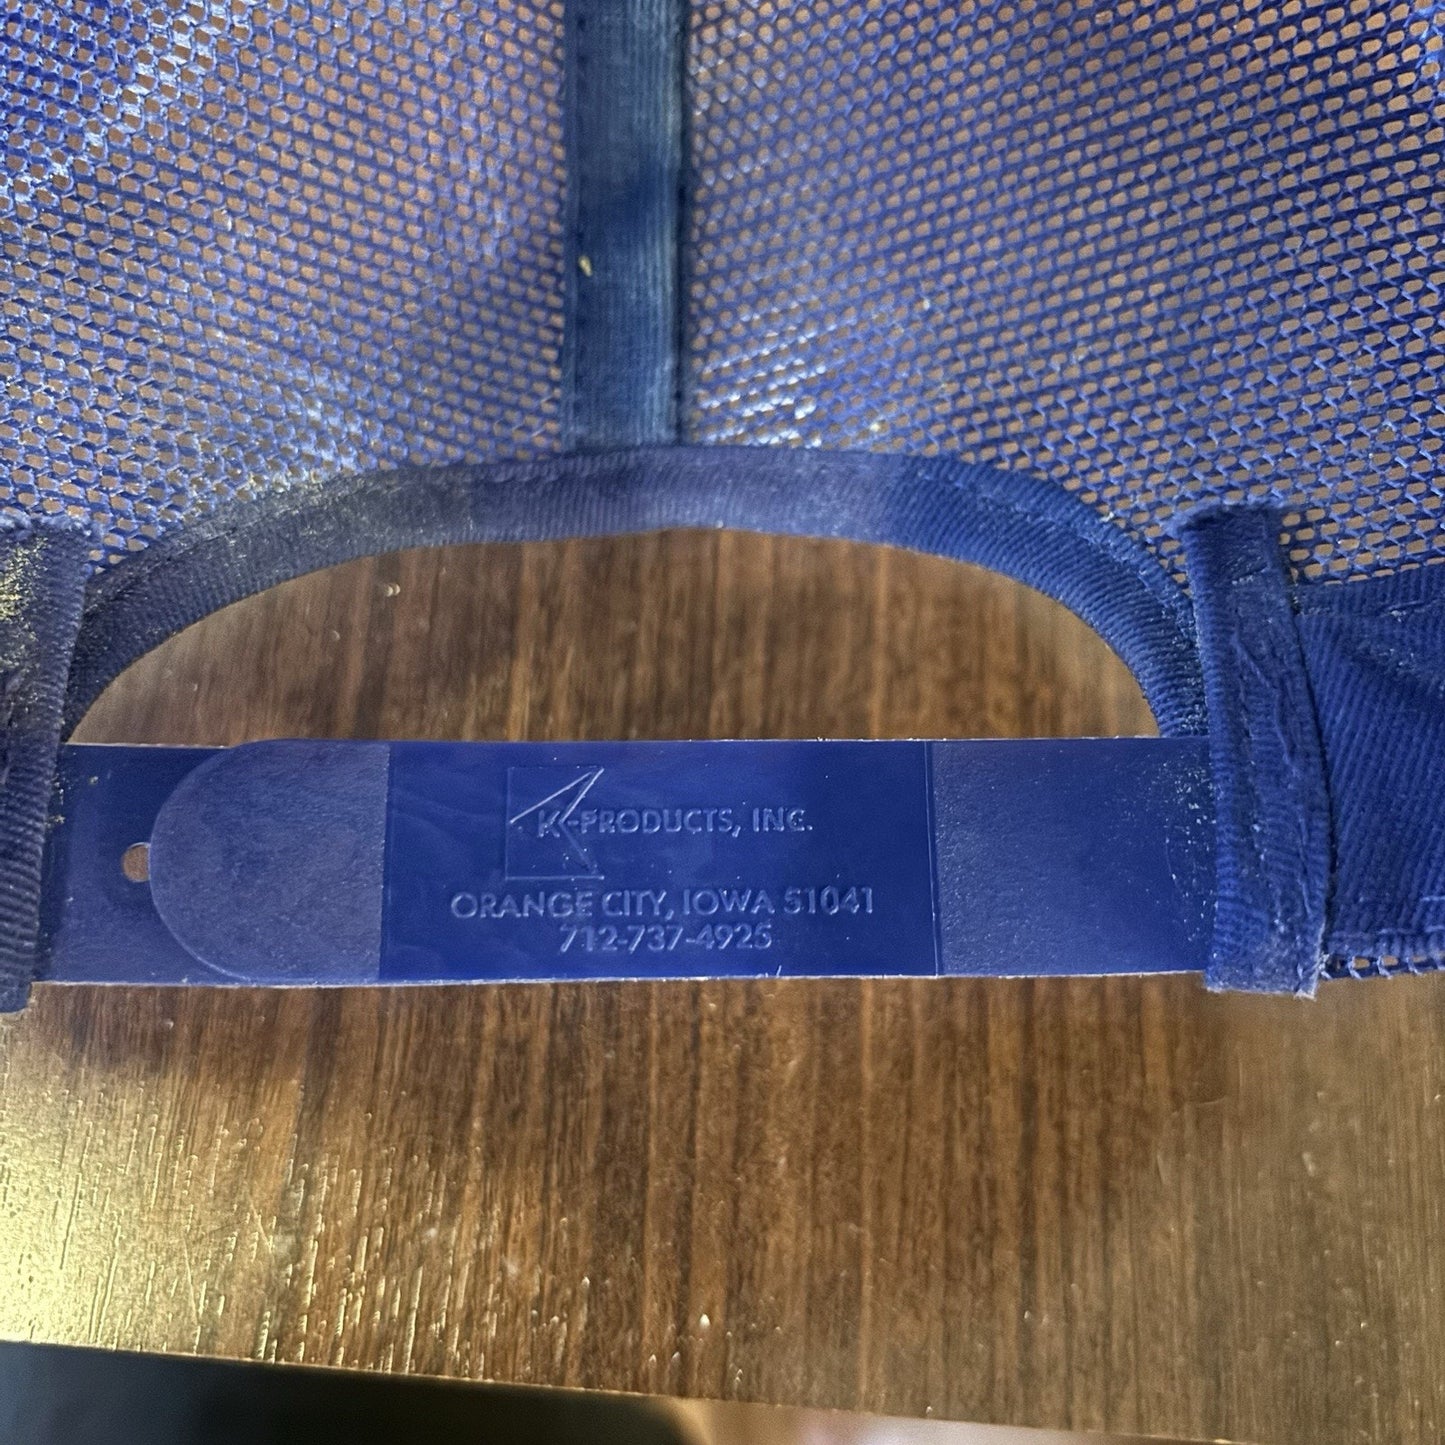 K-PRODUCTS, INC.
ORANGE CITY, IOWA 51041
712-737-4925